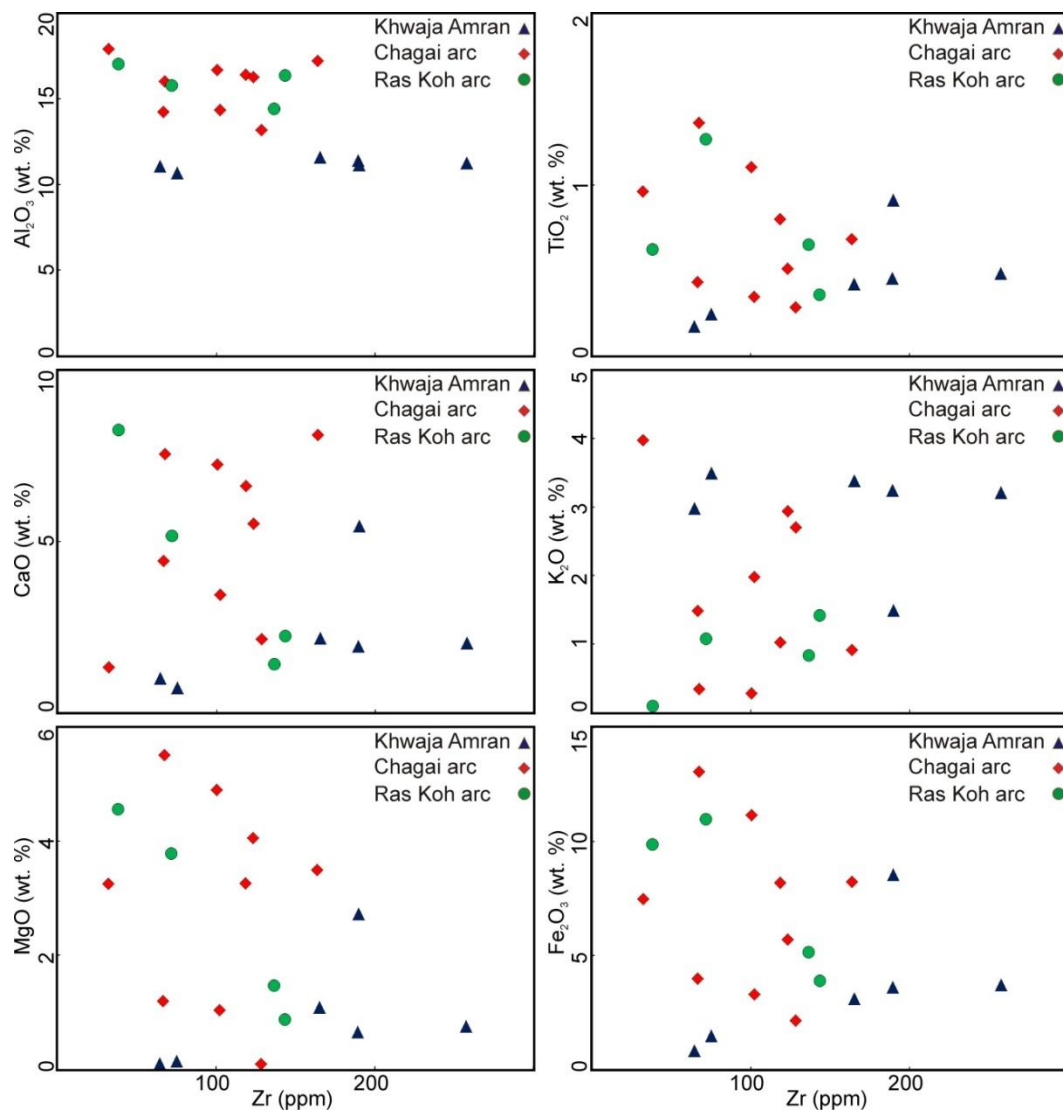 20
15
10
5
0
Al₂O₃ (wt. %)
Khwaja Amran
Chagai arc
Ras Koh arc
2
1
0
TiO₂ (wt. %)
Khwaja Amran
Chagai arc
Ras Koh arc
10
5
0
CaO (wt. %)
Khwaja Amran
Chagai arc
Ras Koh arc
5
4
3
2
1
0
K₂O (wt. %)
Khwaja Amran
Chagai arc
Ras Koh arc
6
4
2
0
MgO (wt. %)
Khwaja Amran
Chagai arc
Ras Koh arc
100 200
Zr (ppm)
15
10
5
0
Fe₂O₃ (wt. %)
Khwaja Amran
Chagai arc
Ras Koh arc
100 200
Zr (ppm)